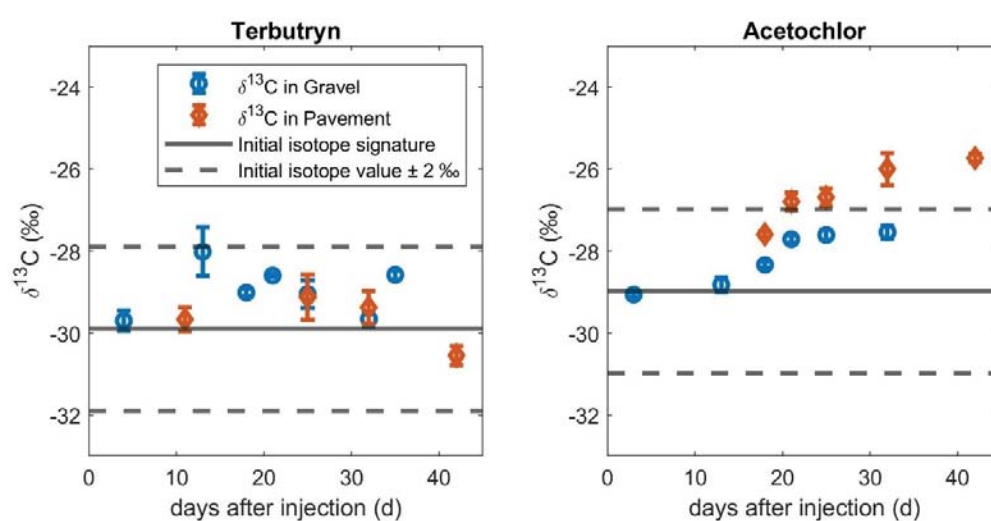 Terbutryn
δ¹³C in Gravel
δ¹³C in Pavement
Initial isotope signature
Initial isotope value ± 2 ‰
-24
-26
-28
-30
-32
δ¹³C (‰)
0
10
20
30
40
days after injection (d)
Acetochlor
-24
-26
-28
-30
-32
δ¹³C (‰)
0
10
20
30
40
days after injection (d)